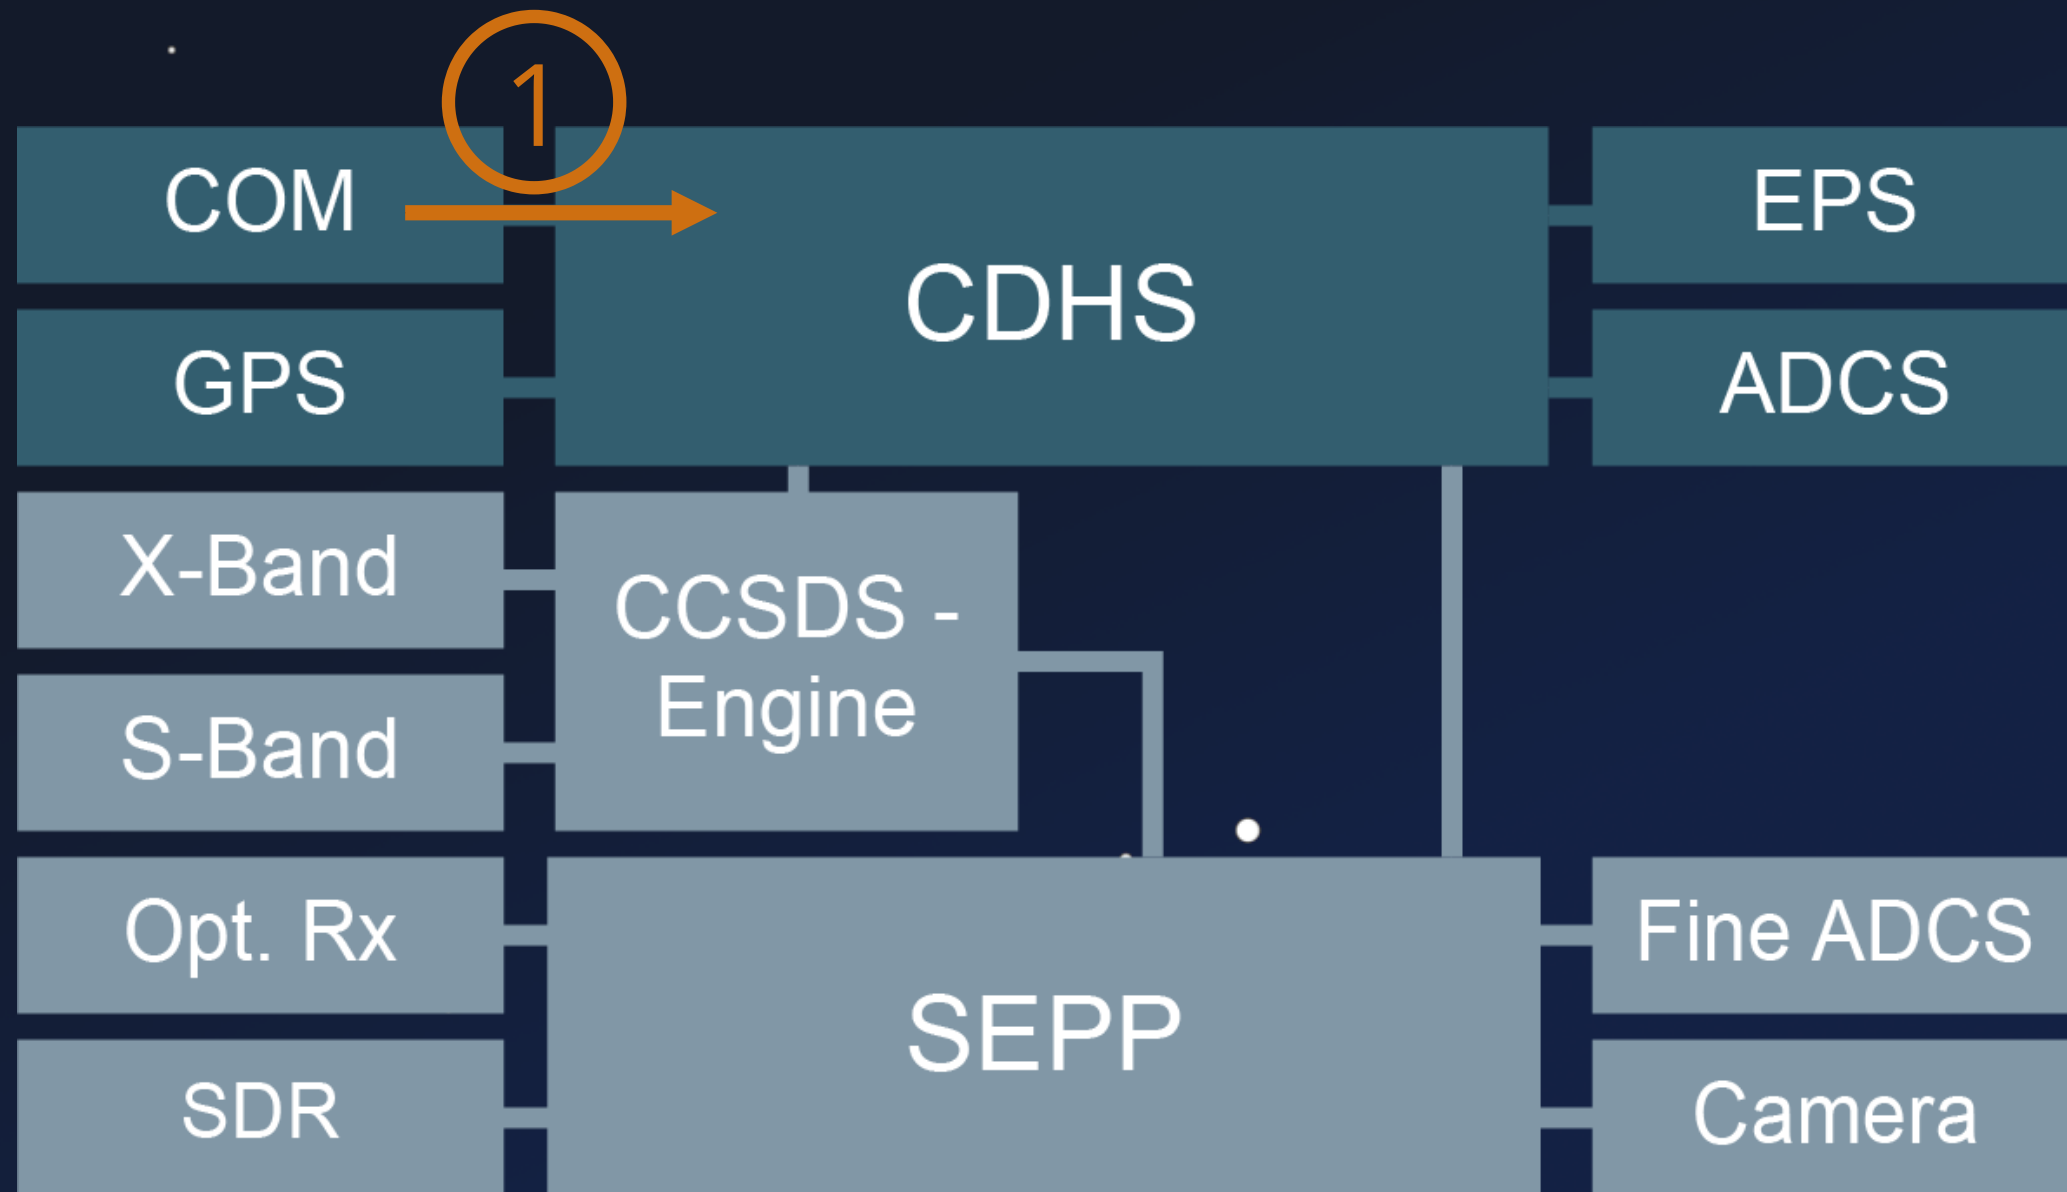 1
COM
CDHS
EPS
GPS
ADCS
X-Band
CCSDS -
Engine
S-Band
Opt. Rx
SEPP
Fine ADCS
SDR
Camera